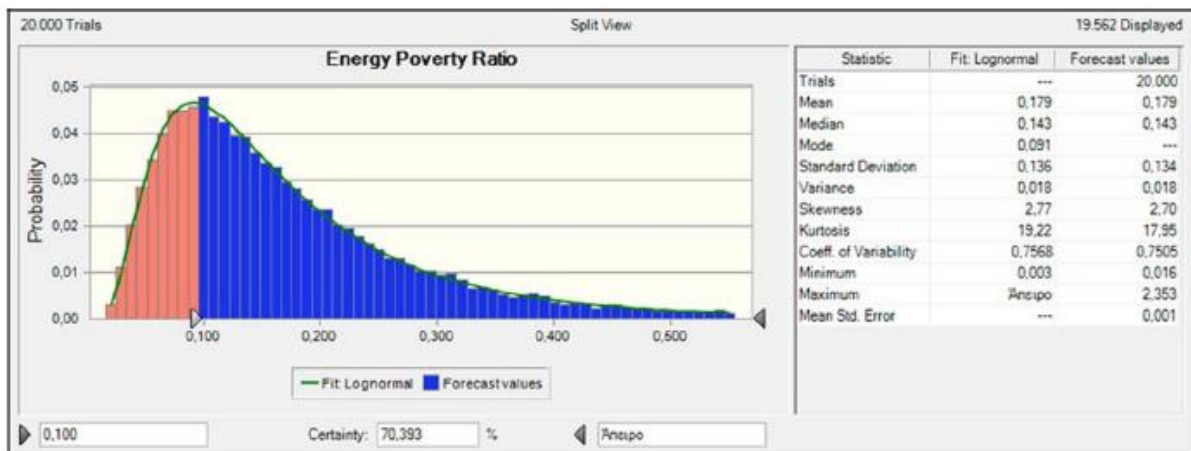 20.000 Trials Split View 19.562 Displayed
Energy Poverty Ratio
Probability
0,05
0,04
0,03
0,02
0,01
0,00
0,100 0,200 0,300 0,400 0,500
Fit: Lognormal Forecast values
Statistic Fit: Lognormal Forecast values
Trials --- 20.000
Mean 0,179 0,179
Median 0,143 0,143
Mode 0,091 ---
Standard Deviation 0,136 0,134
Variance 0,018 0,018
Skewness 2,77 2,70
Kurtosis 19,22 17,95
Coeff. of Variability 0,7568 0,7505
Minimum 0,003 0,016
Maximum Άπειρο 2,353
Mean Std. Error --- 0,001
0,100 Certainty: 70,393 % Άπειρο